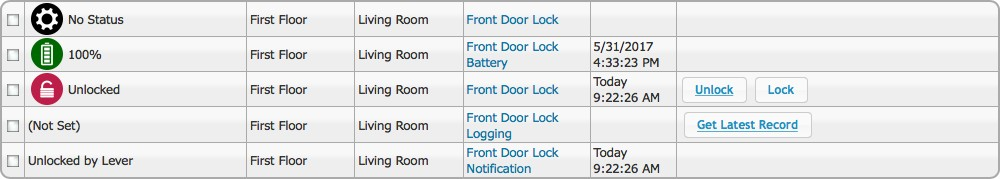 No Status First Floor Living Room Front Door Lock
100% First Floor Living Room Front Door Lock Battery 5/31/2017 4:33:23 PM
Unlocked First Floor Living Room Front Door Lock Today 9:22:26 AM Unlock Lock
(Not Set) First Floor Living Room Front Door Lock Logging Get Latest Record
Unlocked by Lever First Floor Living Room Front Door Lock Notification Today 9:22:26 AM